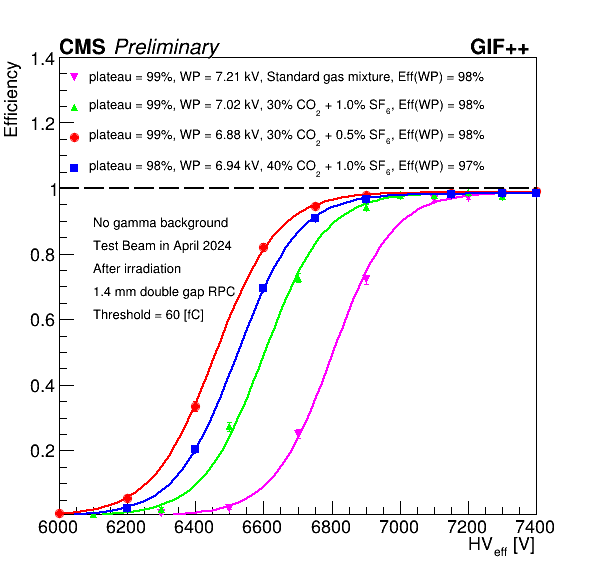 CMS Preliminary GIF++
Efficiency
1.4
1.2
1
0.8
0.6
0.4
0.2
plateau = 99%, WP = 7.21 kV, Standard gas mixture, Eff(WP) = 98%
plateau = 99%, WP = 7.02 kV, 30% CO2 + 1.0% SF6, Eff(WP) = 98%
plateau = 99%, WP = 6.88 kV, 30% CO2 + 0.5% SF6, Eff(WP) = 98%
plateau = 98%, WP = 6.94 kV, 40% CO2 + 1.0% SF6, Eff(WP) = 97%
No gamma background
Test Beam in April 2024
After irradiation
1.4 mm double gap RPC
Threshold = 60 [fC]
6000 6200 6400 6600 6800 7000 7200 7400
HVeff [V]